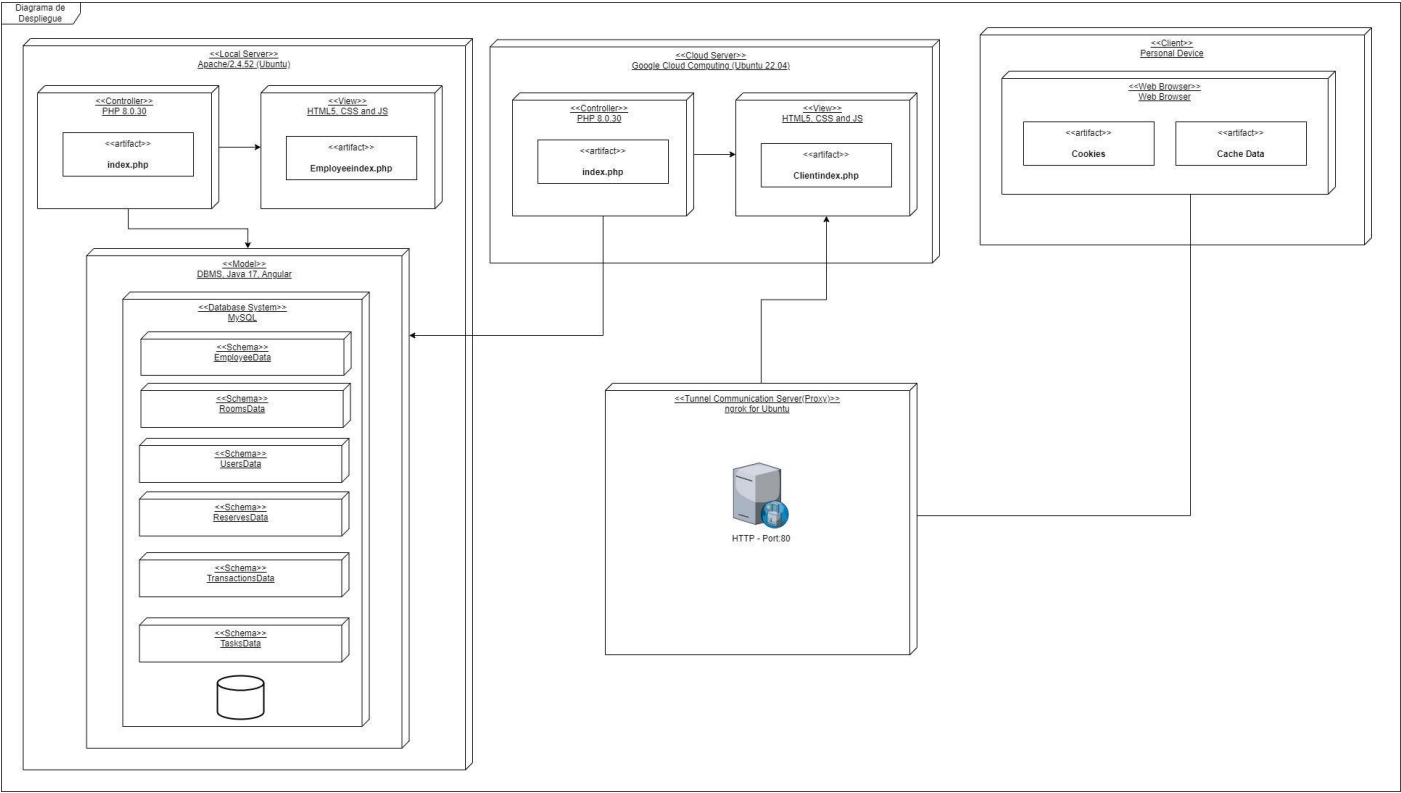 Diagrama de
Despliegue
<<Local Server>>
Apache/2.4.52 (Ubuntu)
<<Controller>>
PHP 8.0.30
<<artifact>>
index.php
<<View>>
HTML5, CSS and JS
<<artifact>>
Employeeindex.php
<<Model>>
DBMS, Java 17, Angular
<<Database System>>
MySQL
<<Schema>>
EmployeeData
<<Schema>>
RoomsData
<<Schema>>
UsersData
<<Schema>>
ReservesData
<<Schema>>
TransactionsData
<<Schema>>
TasksData
<<Cloud Server>>
Google Cloud Computing (Ubuntu 22.04)
<<Controller>>
PHP 8.0.30
<<artifact>>
index.php
<<View>>
HTML5, CSS and JS
<<artifact>>
Clientindex.php
<<Tunnel Communication Server(Proxy)>>
ngrok for Ubuntu
HTTP - Port:80
<<Client>>
Personal Device
<<Web Browser>>
Web Browser
<<artifact>>
Cookies
<<artifact>>
Cache Data